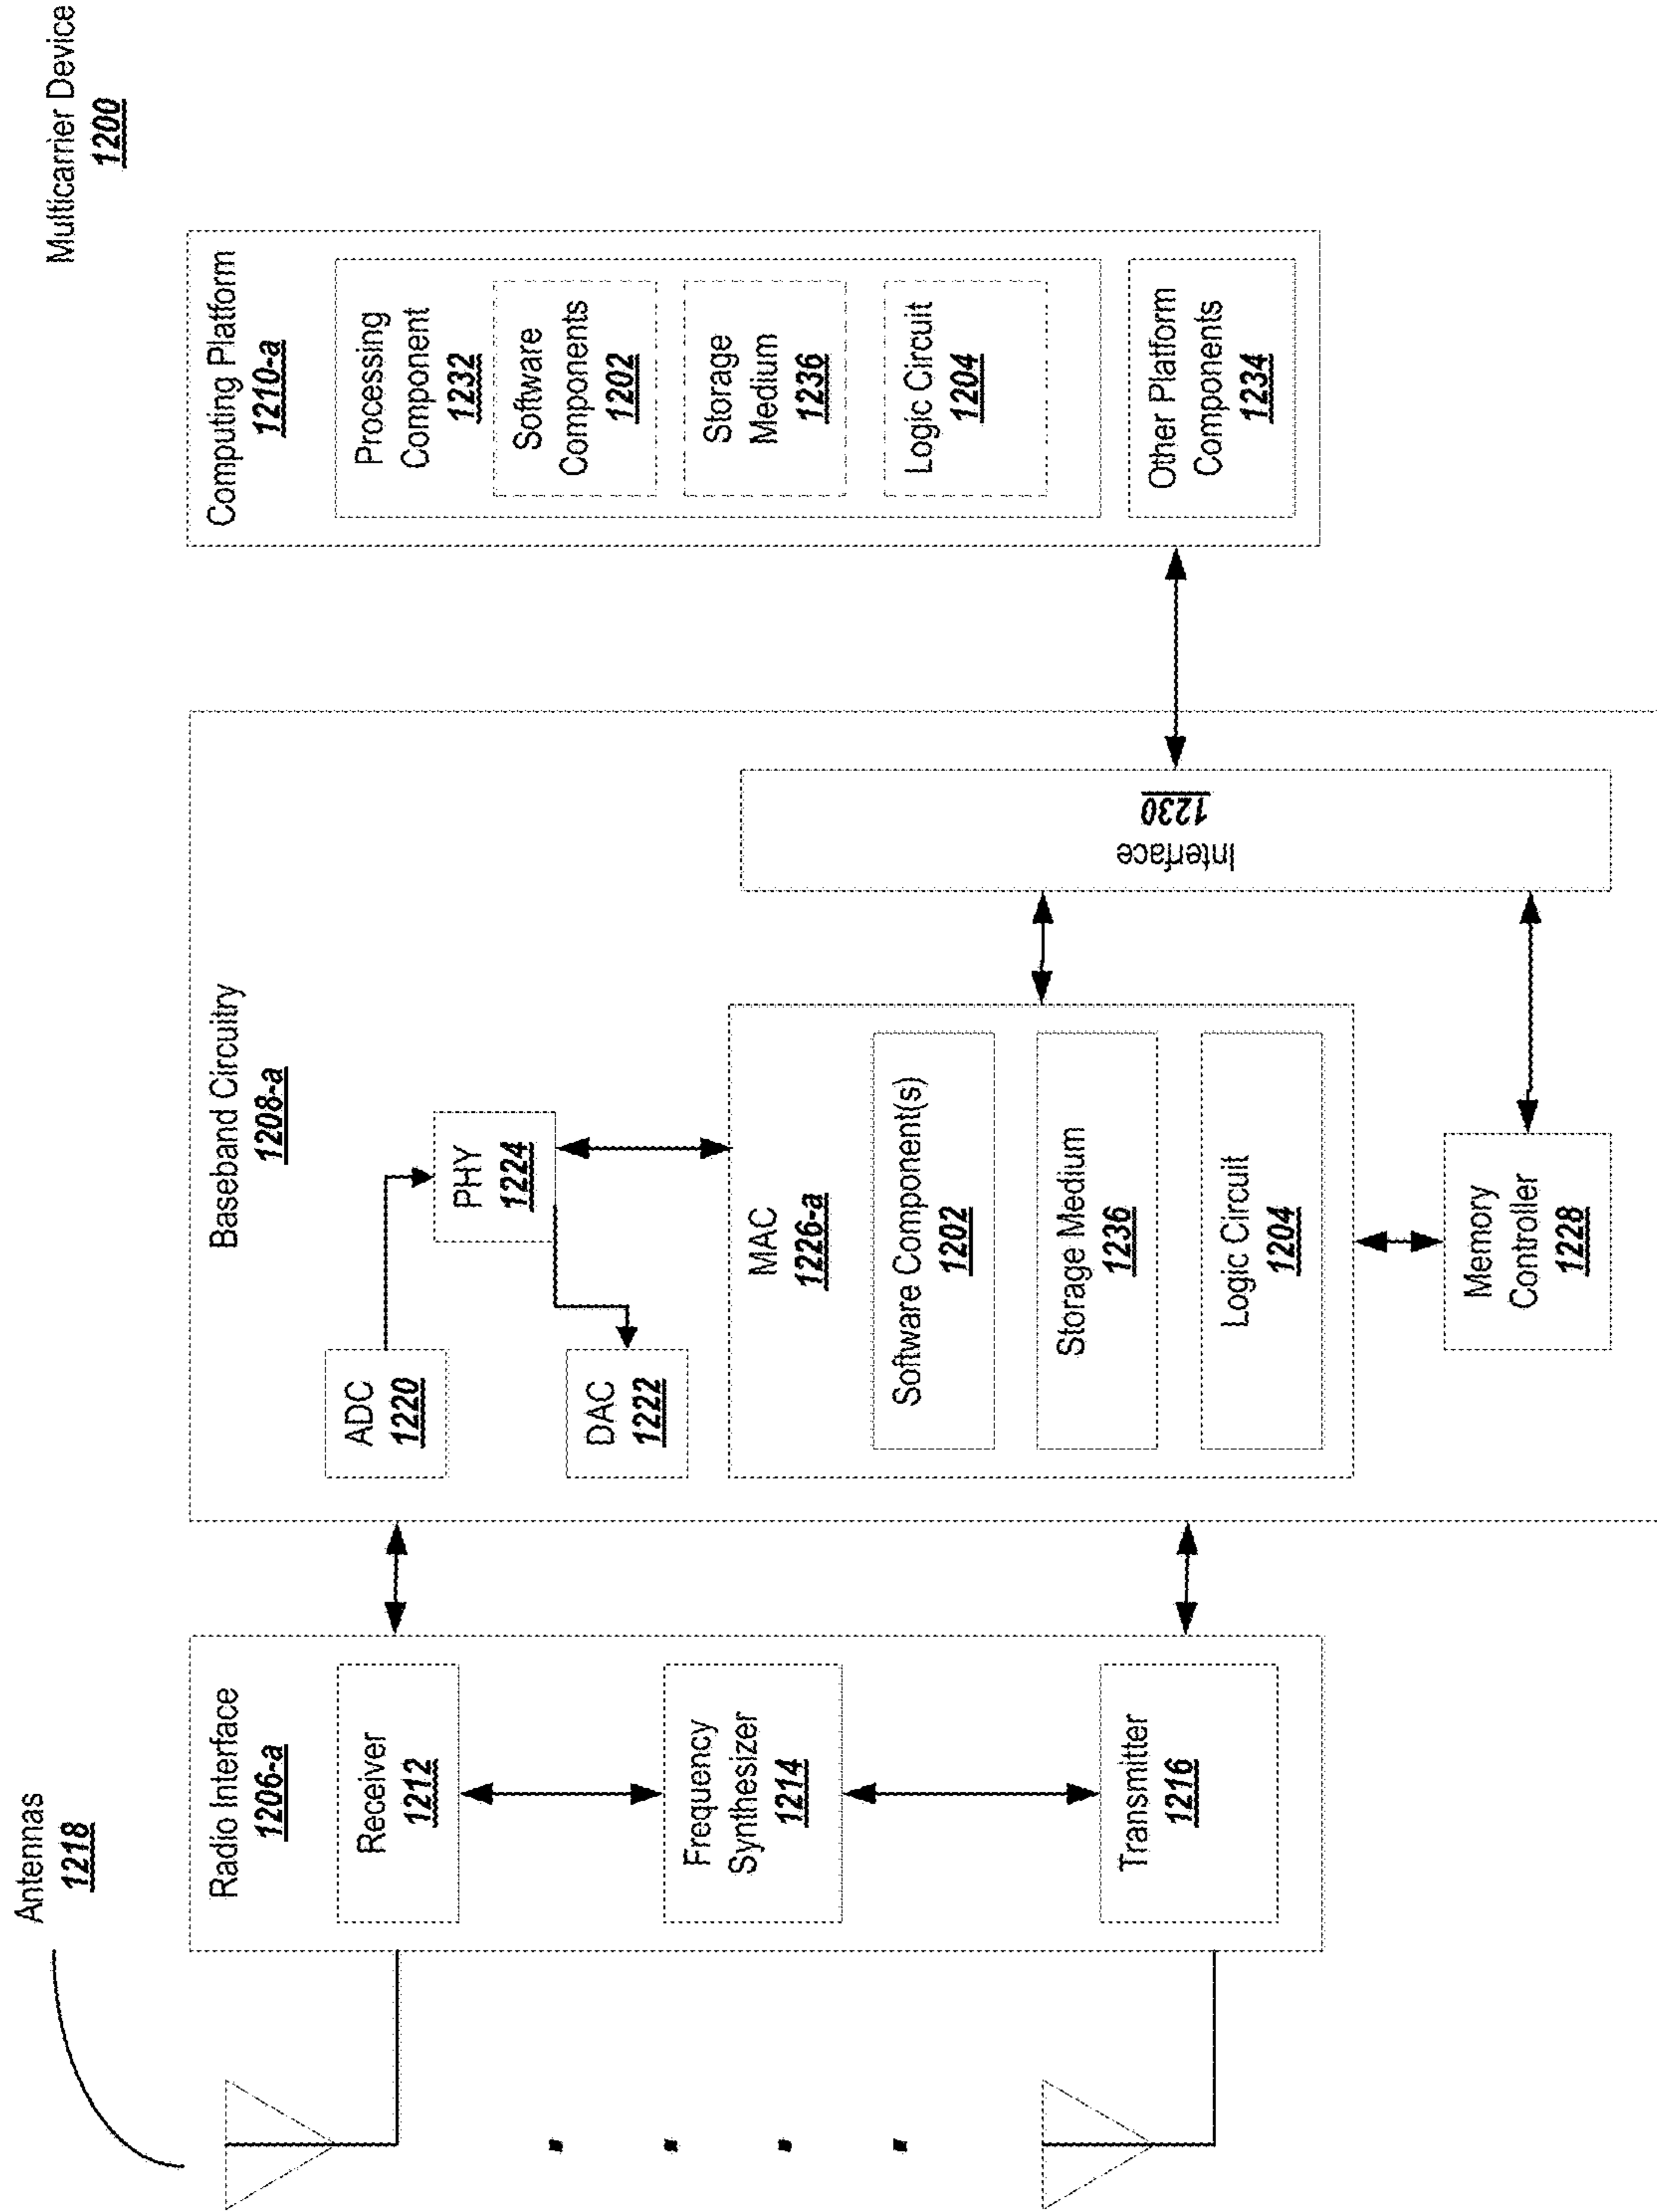 Multicarrier Device
1200
Antennas
1218
Radio Interface
1206-a
Receiver
1212
Frequency
Synthesizer
1214
Transmitter
1216
Baseband Circuitry
1208-a
ADC
1220
PHY
1224
DAC
1222
MAC
1226-a
Software Component(s)
1202
Storage Medium
1236
Logic Circuit
1204
Memory
Controller
1228
Interface
1230
Computing Platform
1210-a
Processing
Component
1232
Software
Components
1202
Storage
Medium
1236
Logic Circuit
1204
Other Platform
Components
1234